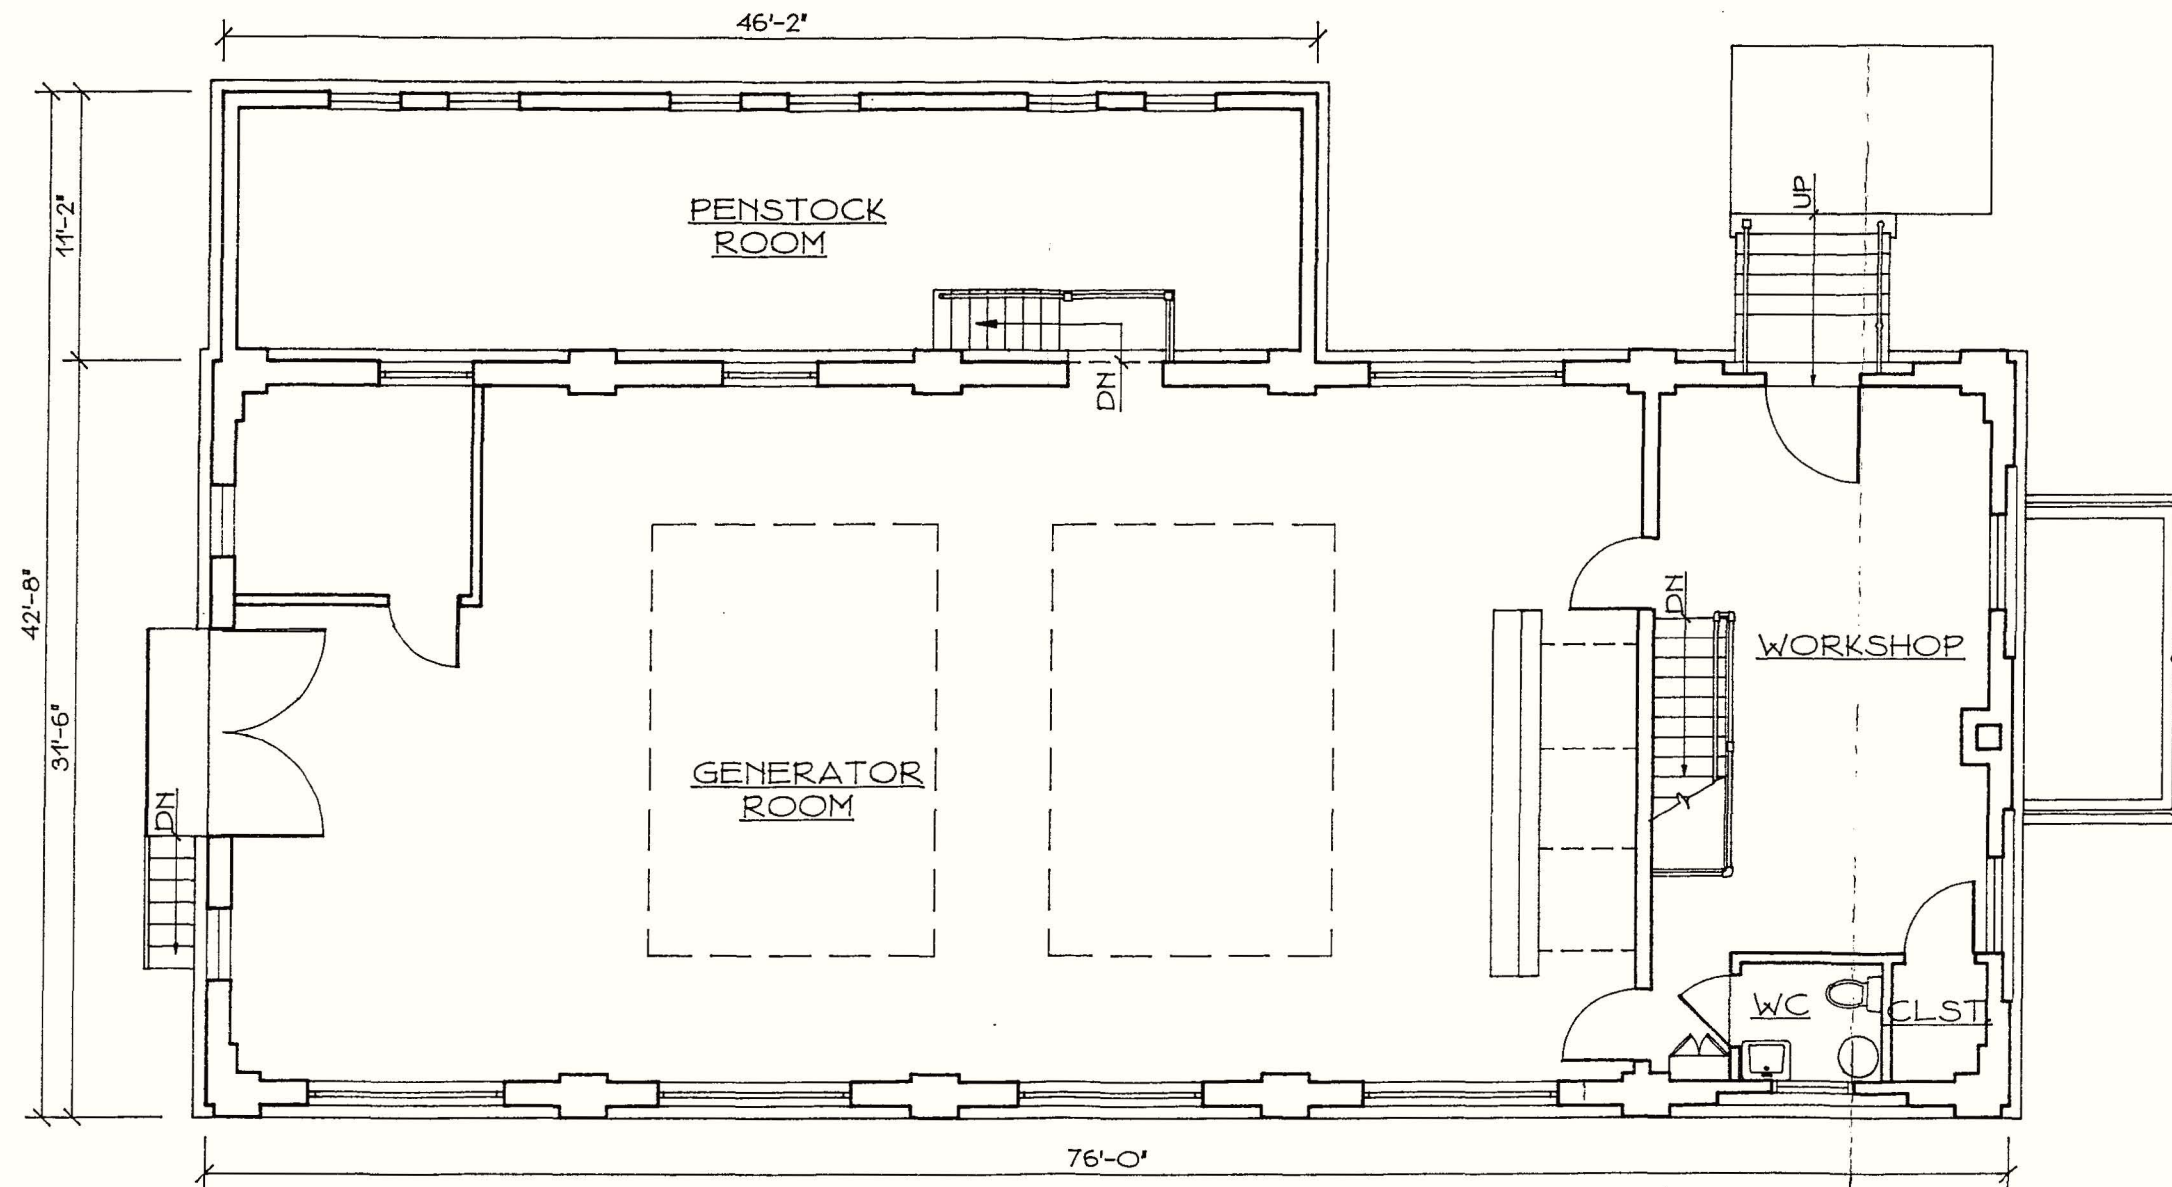 46'-2"
UP
11'-2"
PENSTOCK
ROOM
DN
42'-8"
DN
WORKSHOP
31'-6"
GENERATOR
ROOM
DN
WC
CLST.
76'-0"